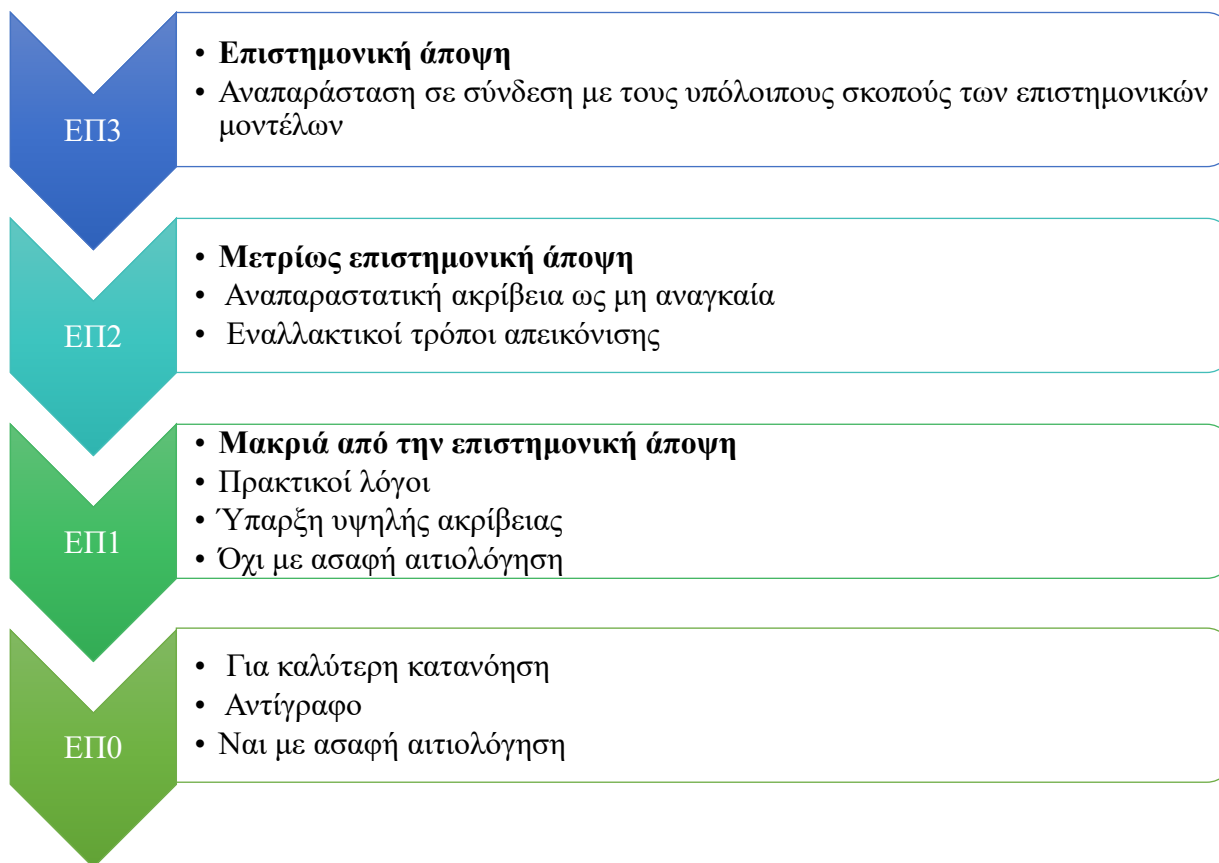 ΕΠ3
• Επιστημονική άποψη
• Αναπαράσταση σε σύνδεση με τους υπόλοιπους σκοπούς των επιστημονικών
μοντέλων
ΕΠ2
• Μετρίως επιστημονική άποψη
• Αναπαραστατική ακρίβεια ως μη αναγκαία
• Εναλλακτικοί τρόποι απεικόνισης
ΕΠ1
• Μακριά από την επιστημονική άποψη
• Πρακτικοί λόγοι
• Ύπαρξη υψηλής ακρίβειας
• Όχι με ασαφή αιτιολόγηση
ΕΠ0
• Για καλύτερη κατανόηση
• Αντίγραφο
• Ναι με ασαφή αιτιολόγηση